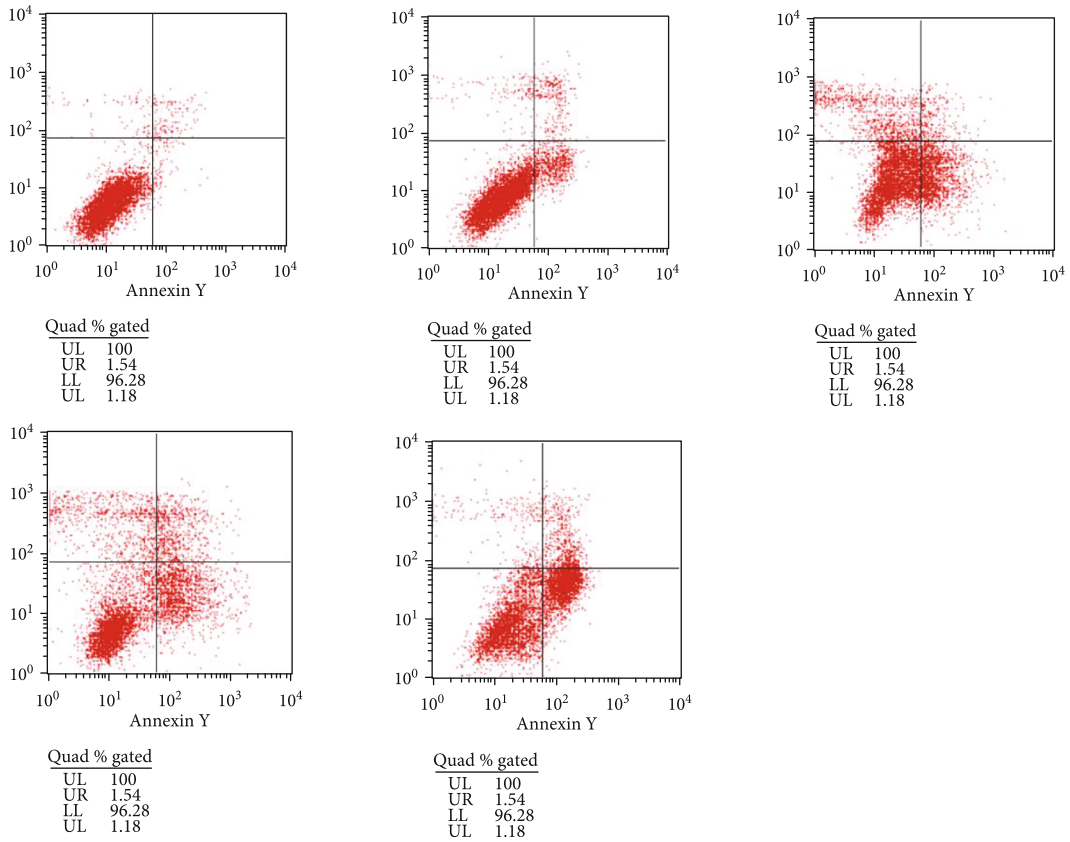 10⁴
10³
10²
10¹
10⁰
10⁰ 10¹ 10² 10³ 10⁴
Annexin Y
Quad % gated
UL 100
UR 1.54
LL 96.28
UL 1.18
10⁴
10³
10²
10¹
10⁰
10⁰ 10¹ 10² 10³ 10⁴
Annexin Y
Quad % gated
UL 100
UR 1.54
LL 96.28
UL 1.18
10⁴
10³
10²
10¹
10⁰
10⁰ 10¹ 10² 10³ 10⁴
Annexin Y
Quad % gated
UL 100
UR 1.54
LL 96.28
UL 1.18
10⁴
10³
10²
10¹
10⁰
10⁰ 10¹ 10² 10³ 10⁴
Annexin Y
Quad % gated
UL 100
UR 1.54
LL 96.28
UL 1.18
10⁴
10³
10²
10¹
10⁰
10⁰ 10¹ 10² 10³ 10⁴
Annexin Y
Quad % gated
UL 100
UR 1.54
LL 96.28
UL 1.18